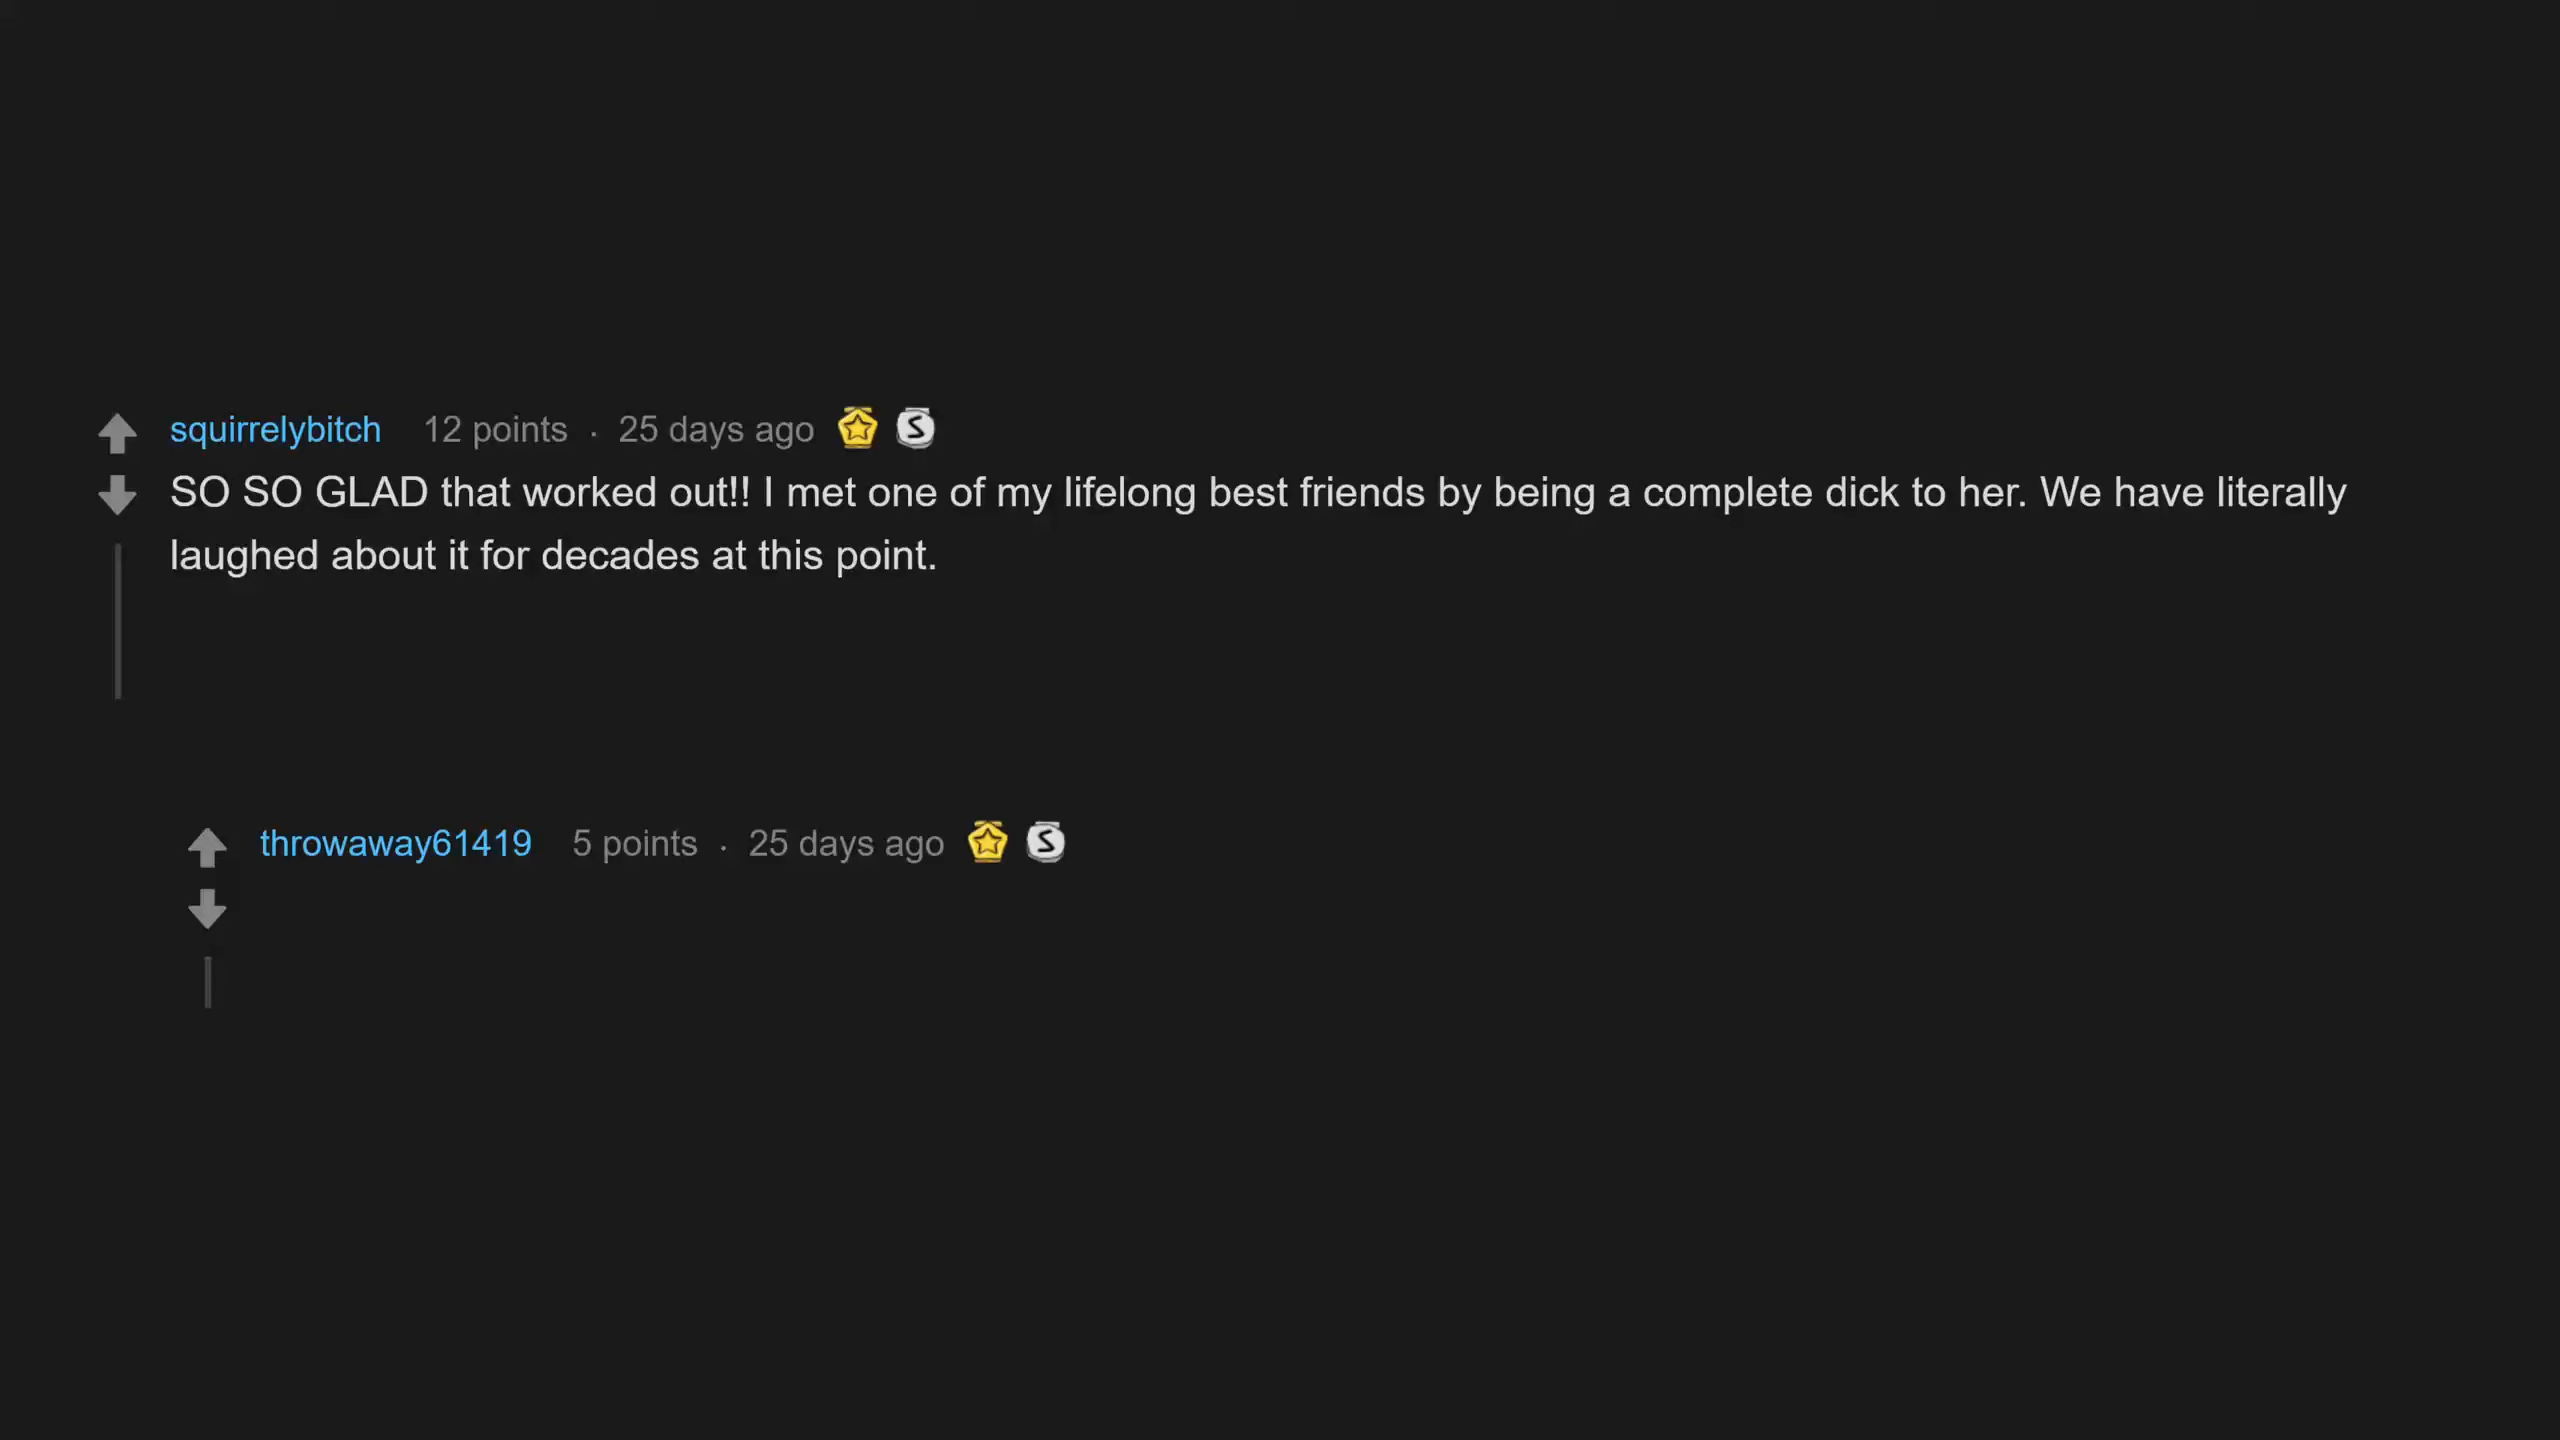 squirrelybitch 12 points · 25 days ago S
SO SO GLAD that worked out!! I met one of my lifelong best friends by being a complete dick to her. We have literally
laughed about it for decades at this point.
throwaway61419 5 points · 25 days ago S